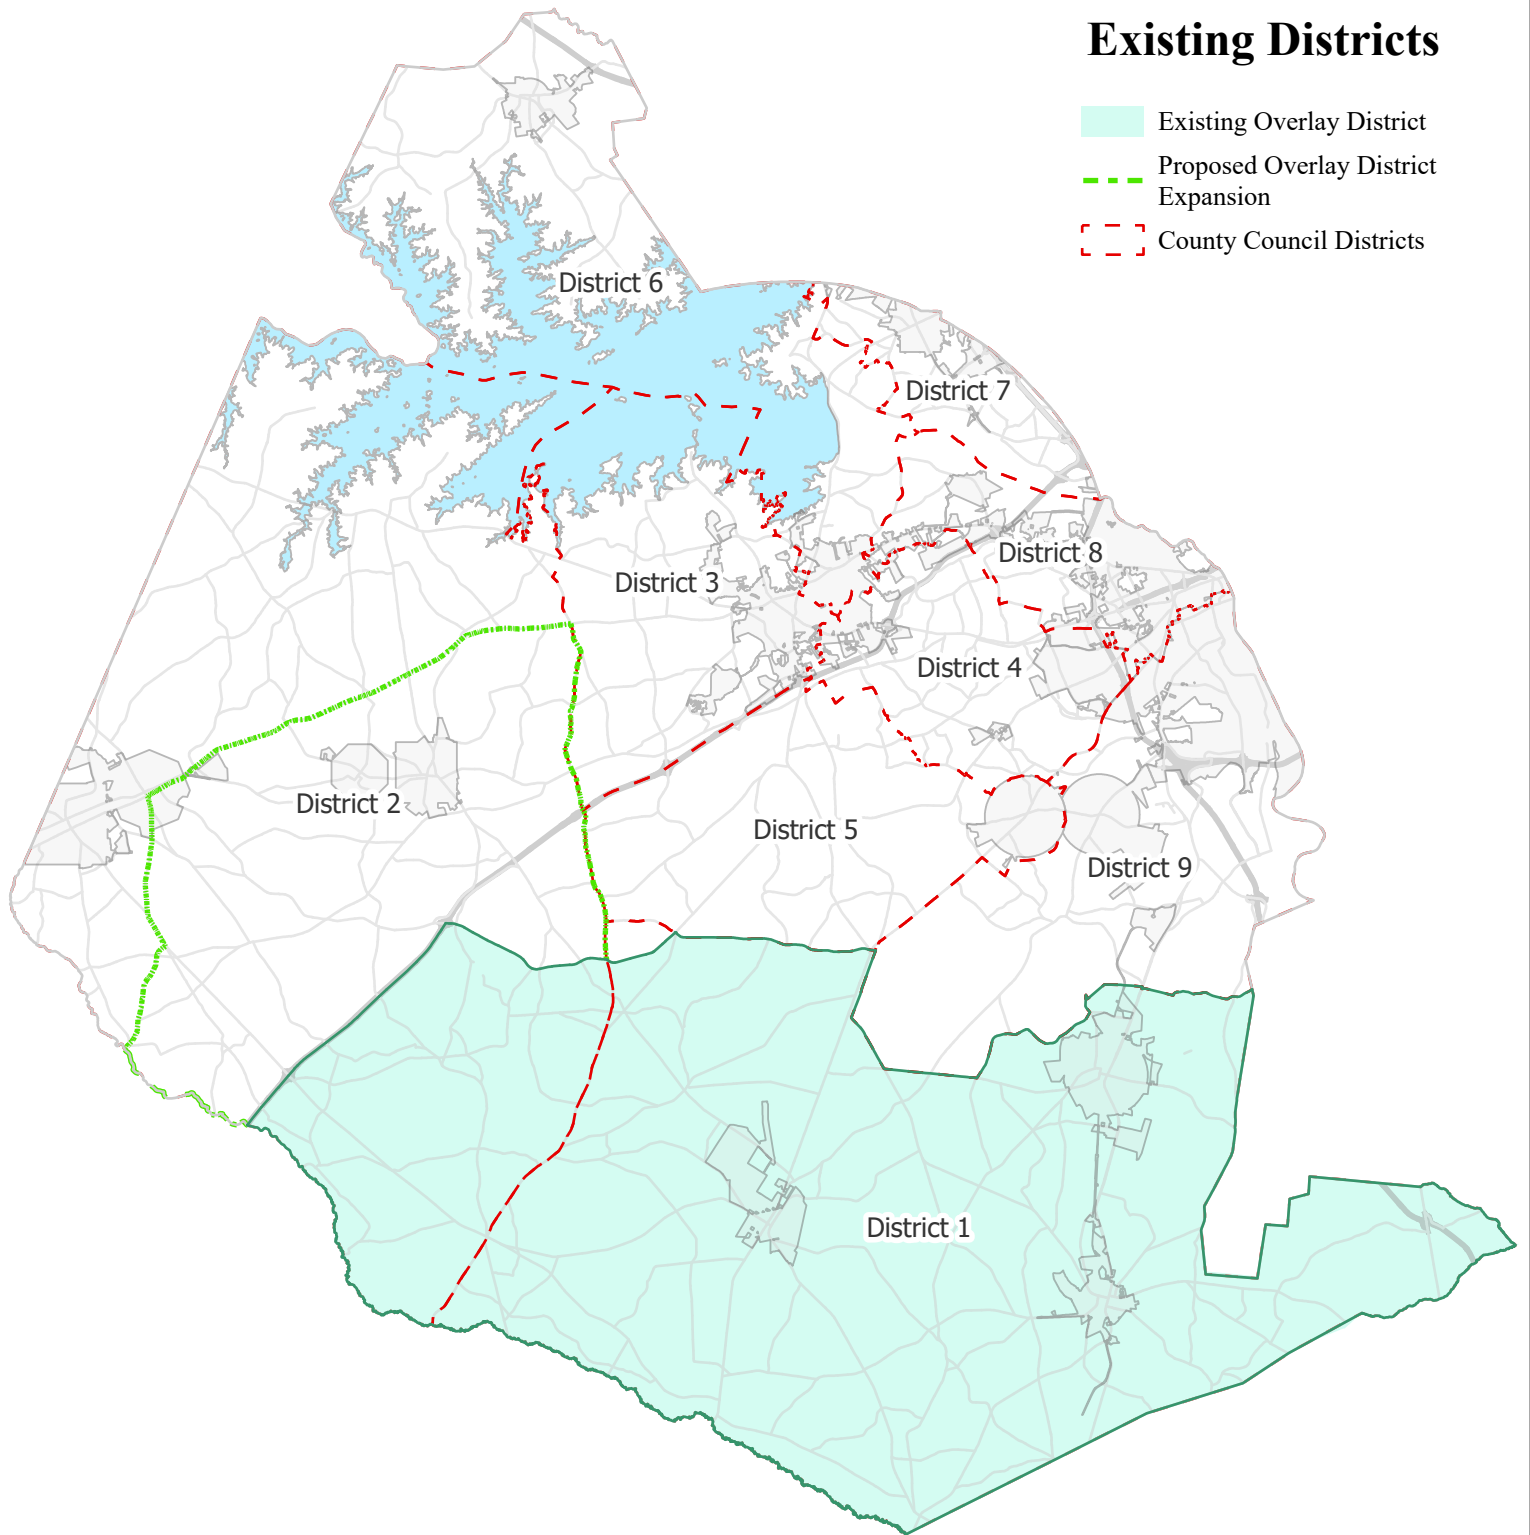 Existing Districts
Existing Overlay District
Proposed Overlay District
Expansion
County Council Districts
District 6
District 7
District 8
District 3
District 4
District 2
District 5
District 9
District 1